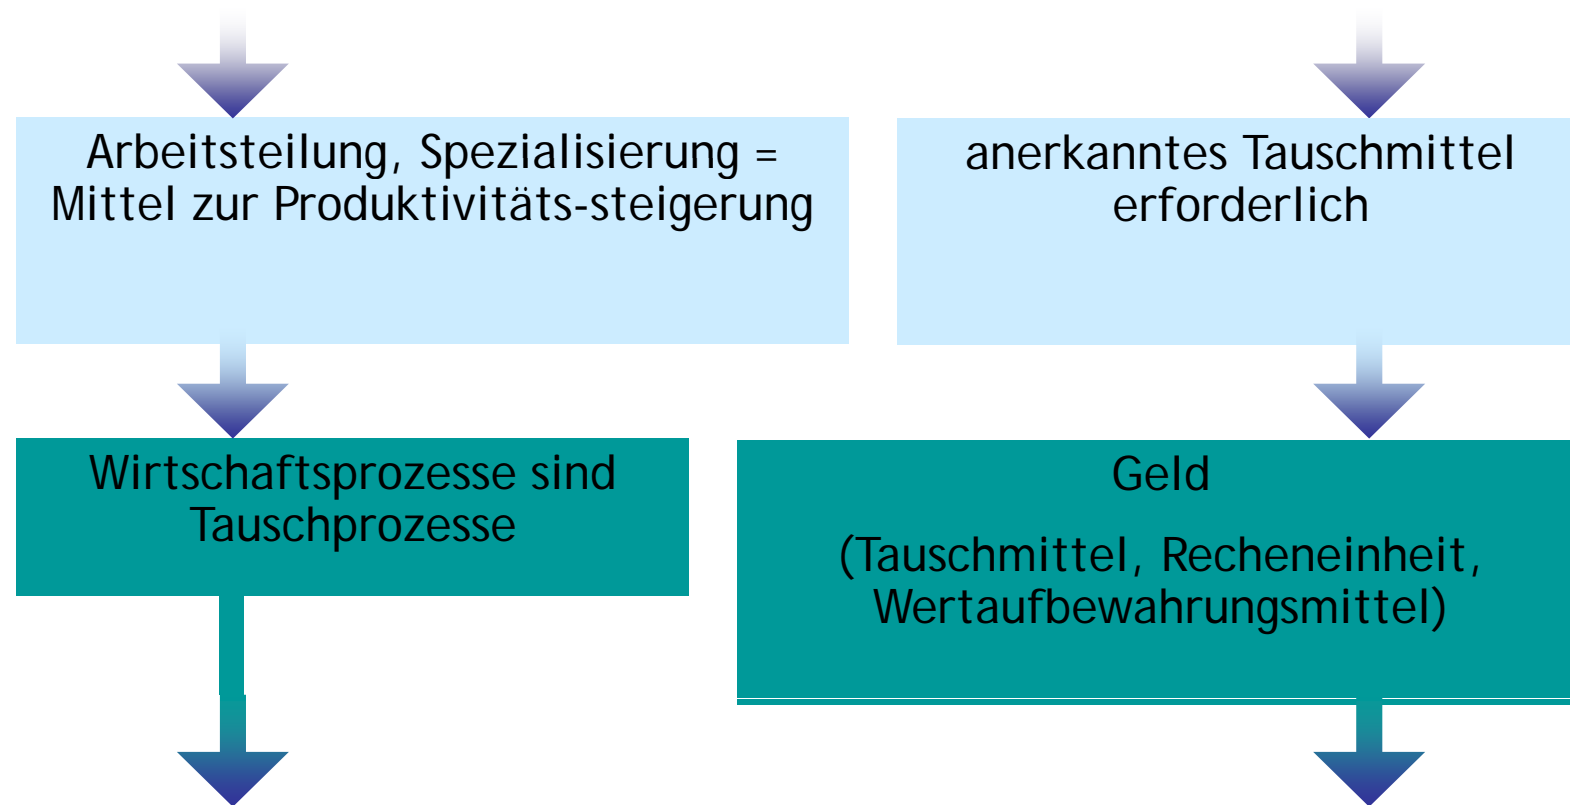 Arbeitsteilung, Spezialisierung =
Mittel zur Produktivitäts-steigerung
anerkanntes Tauschmittel
erforderlich
Wirtschaftsprozesse sind
Tauschprozesse
Geld
(Tauschmittel, Recheneinheit,
Wertaufbewahrungsmittel)